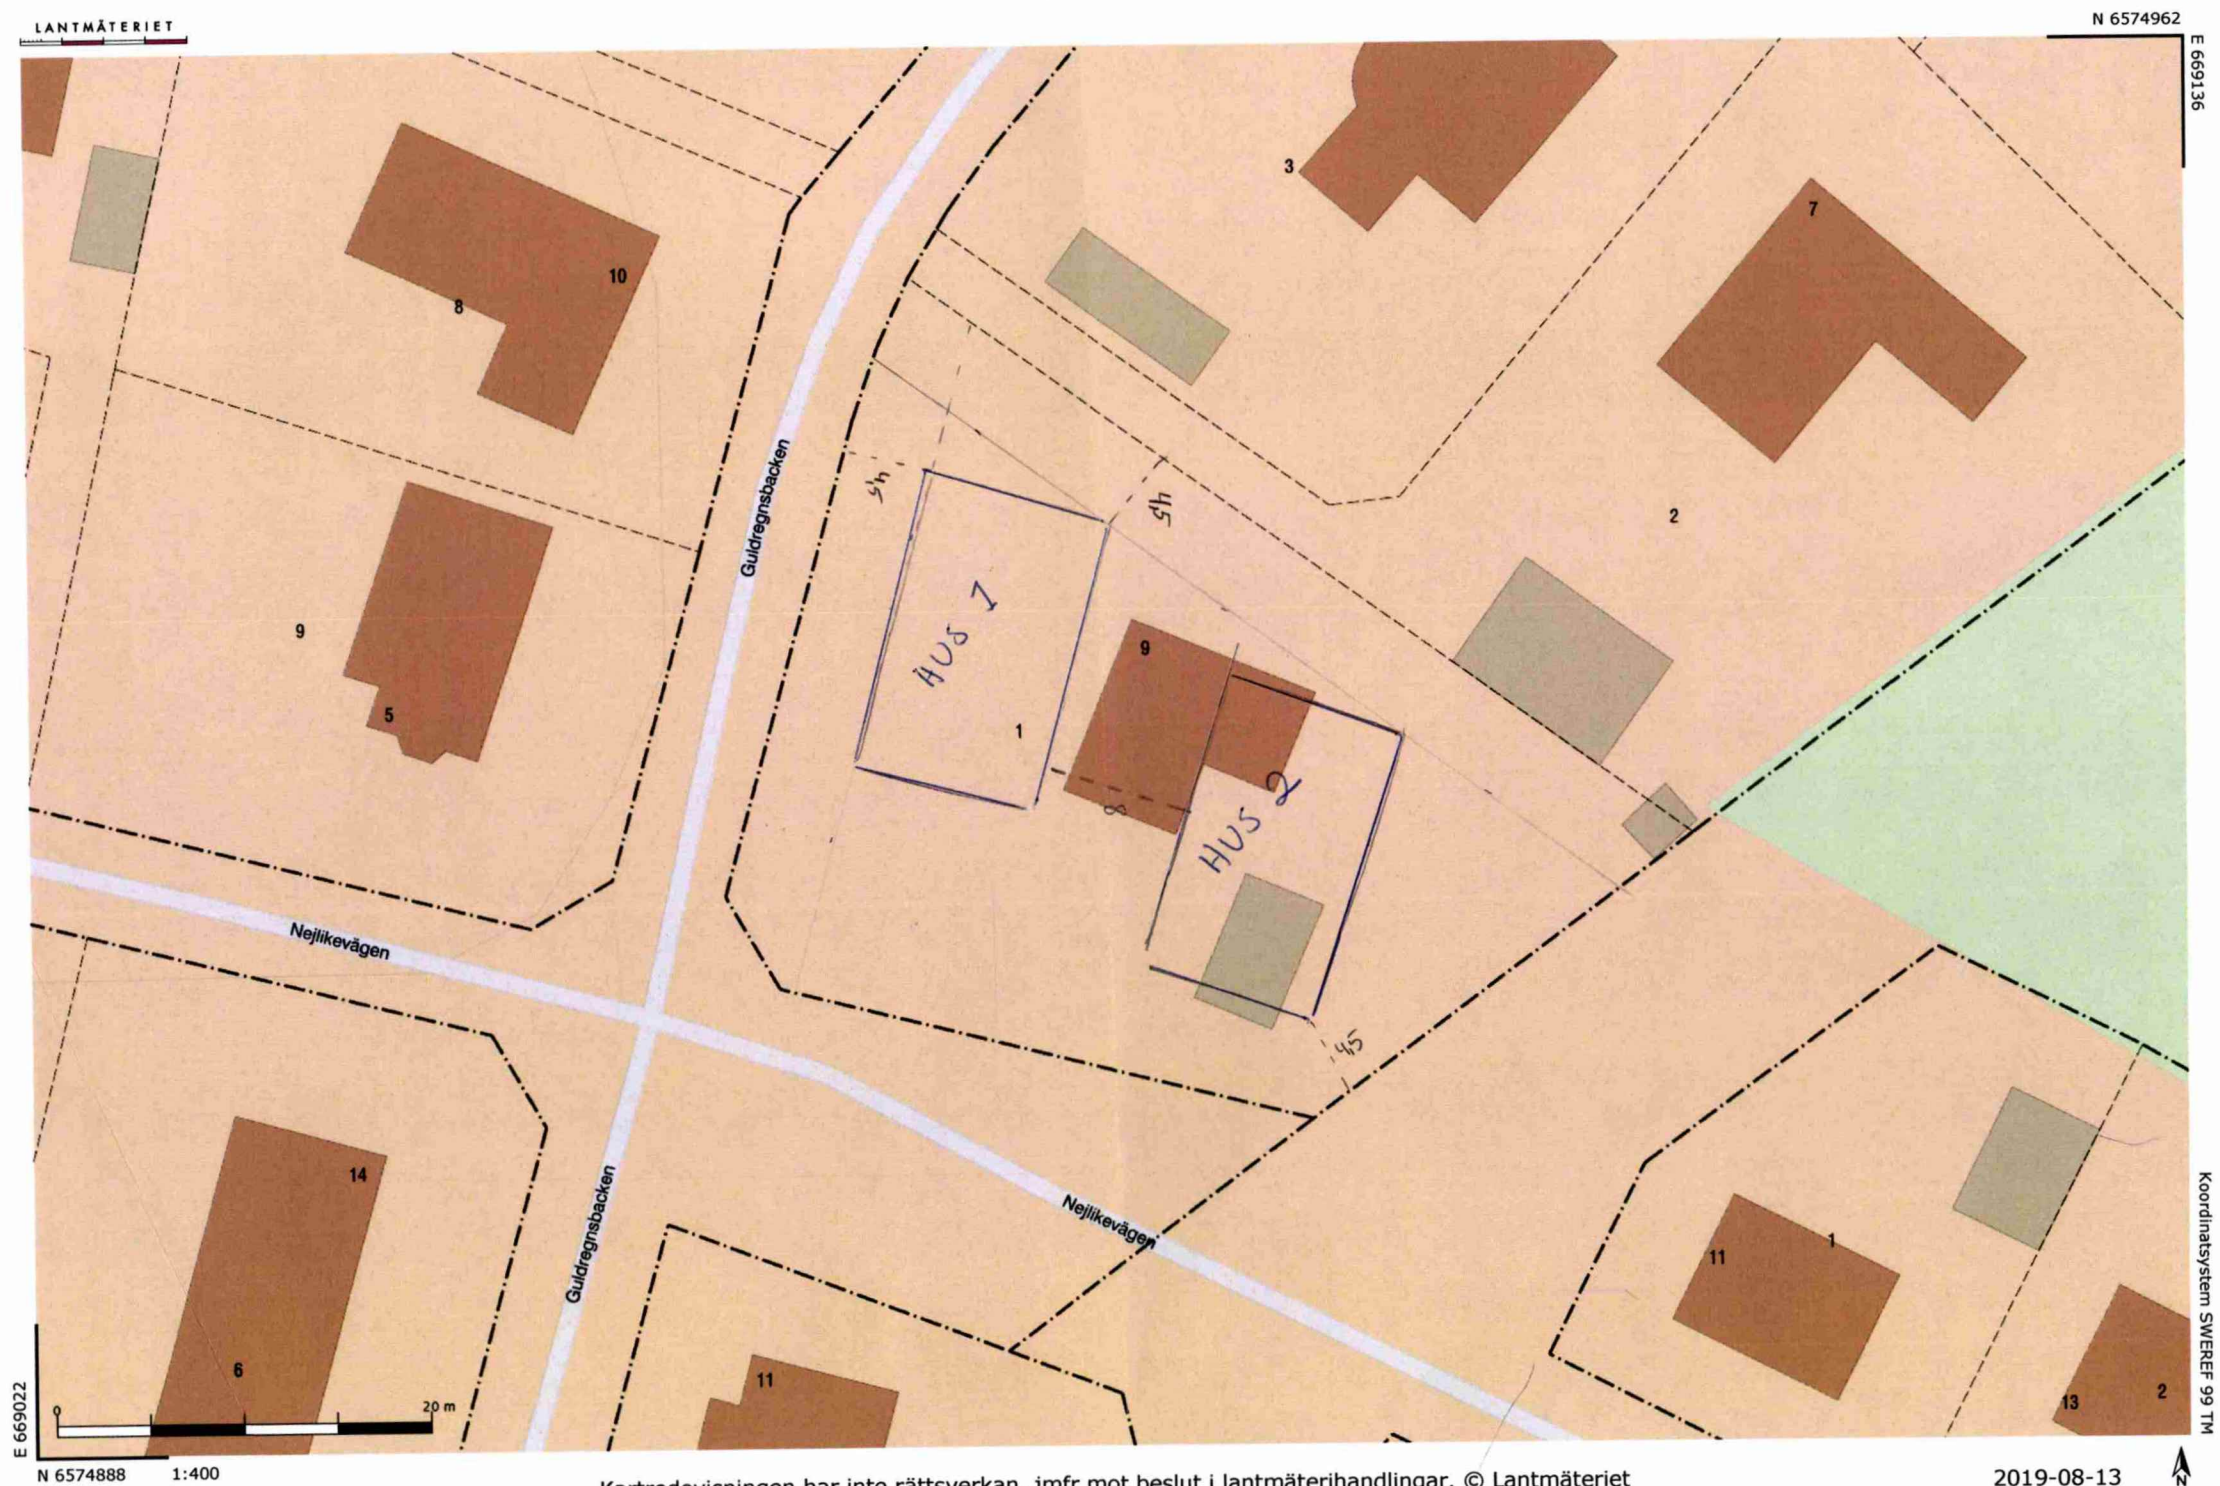 LANTMÄTERIET
N 6574962
E 669136
3
7
10
8
Guldregnsbacken
4,5
4,5
2
HUS 1
9
9
5
1
8
HUS 2
Nejlikevägen
4,5
14
Guldregnsbacken
Nejlikevägen
11
1
6
11
13
2
0
20 m
E 669022
N 6574888
1:400
Kartredovisningen har inte rättsverkan, jmfr mot beslut i lantmäterihandlingar. © Lantmäteriet
2019-08-13
N
Koordinatsystem SWEREF 99 TM